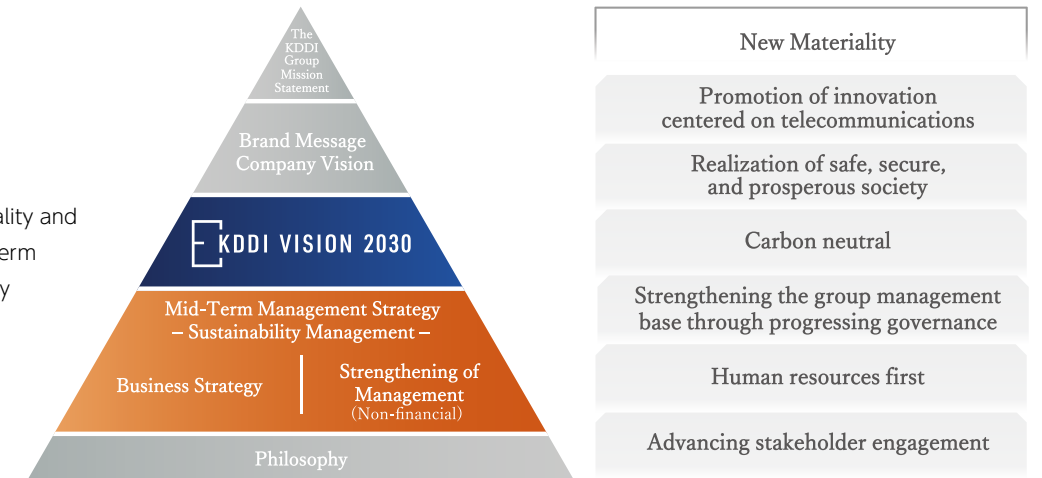 The
KDDI
Group
Mission
Statement
Brand Message
Company Vision
ality and
erm
y
KDDI VISION 2030
Mid-Term Management Strategy
– Sustainability Management –
Business Strategy
Strengthening of
Management
(Non-financial)
Philosophy
New Materiality
Promotion of innovation
centered on telecommunications
Realization of safe, secure,
and prosperous society
Carbon neutral
Strengthening the group management
base through progressing governance
Human resources first
Advancing stakeholder engagement